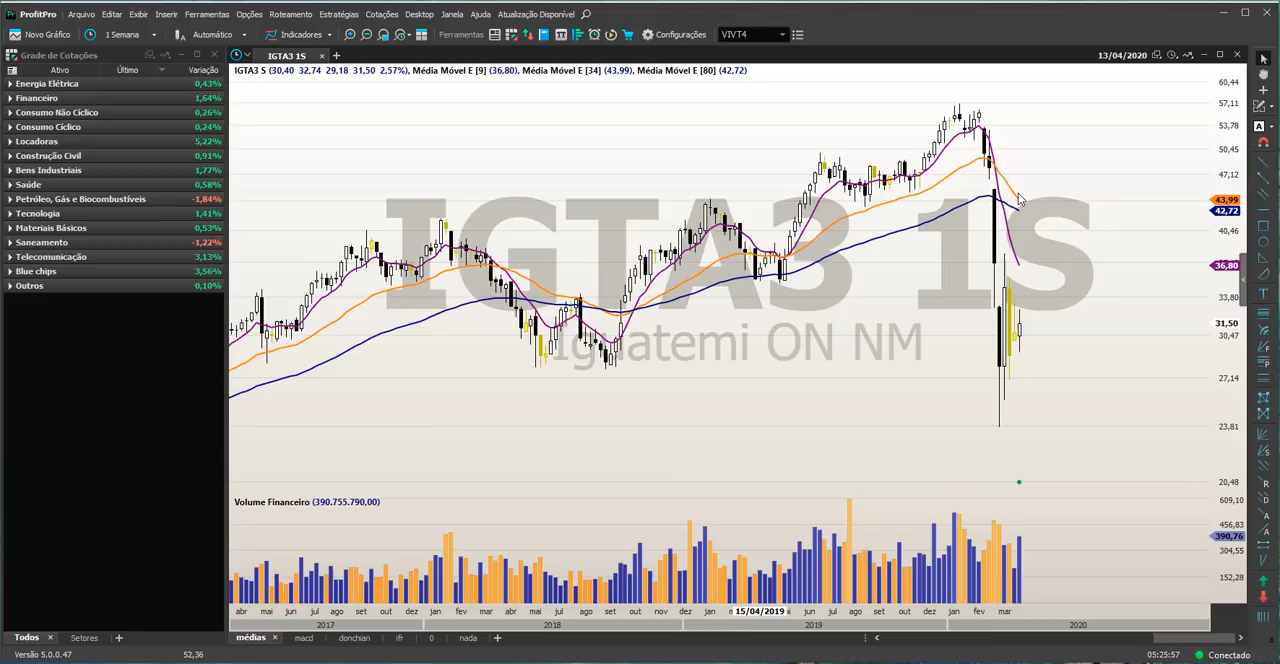 ProfitPro Arquivo Editar Exibir Inserir Ferramentas Opções Roteamento Estratégias Cotações Desktop Janela Ajuda Atualização Disponível
Novo Gráfico 1 Semana Automático Indicadores Ferramentas Configurações VIVT4
Grade de Cotações
Ativo Último Variação
Energia Elétrica 0,43%
Financeiro 1,64%
Consumo Não Cíclico 0,26%
Consumo Cíclico 0,24%
Locadoras 5,22%
Construção Civil 0,91%
Bens Industriais 1,77%
Saúde 0,58%
Petróleo, Gás e Biocombustíveis -1,84%
Tecnologia 1,41%
Materiais Básicos 0,53%
Saneamento -1,22%
Telecomunicação 3,13%
Blue chips 3,56%
Outros 0,10%
Todos Setores
Versão 5.0.0.47 52,36
IGTA3 1S 13/04/2020
IGTA3 S (30,40 32,74 29,18 31,50 2,57%), Média Móvel E [9] (36,80), Média Móvel E [34] (43,99), Média Móvel E [80] (42,72)
IGTA3 1S
Iguatemi ON NM
60,44
57,11
53,78
50,45
47,12
43,99
42,72
40,46
36,80
33,80
31,50
30,47
27,14
23,81
20,48
Volume Financeiro (390.755.790,00)
609,10
456,83
390,76
304,55
152,28
abr mai jun jul ago set out dez jan fev mar abr mai jun jul ago set out nov dez jan fev mar 15/04/2019 jun jul ago set out dez jan fev mar
2017 2018 2019 2020
médias macd donchian ifr 0 nada
05:25:57 Conectado